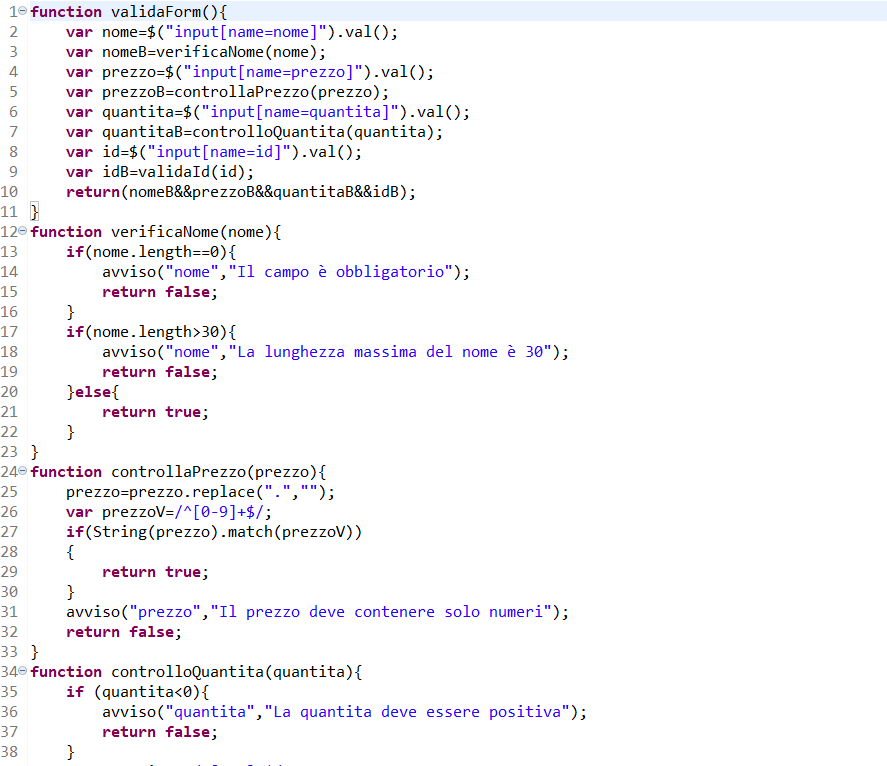 1 function validaForm(){
2 var nome=$("input[name=nome]").val();
3 var nomeB=verificaNome(nome);
4 var prezzo=$("input[name=prezzo]").val();
5 var prezzoB=controllaPrezzo(prezzo);
6 var quantita=$("input[name=quantita]").val();
7 var quantitaB=controlloQuantita(quantita);
8 var id=$("input[name=id]").val();
9 var idB=validaId(id);
10 return(nomeB&&prezzoB&&quantitaB&&idB);
11 }
12 function verificaNome(nome){
13 if(nome.length==0){
14 avviso("nome","Il campo è obbligatorio");
15 return false;
16 }
17 if(nome.length>30){
18 avviso("nome","La lunghezza massima del nome è 30");
19 return false;
20 }else{
21 return true;
22 }
23 }
24 function controllaPrezzo(prezzo){
25 prezzo=prezzo.replace(".","");
26 var prezzoV=/^[0-9]+$/;
27 if(String(prezzo).match(prezzoV))
28 {
29 return true;
30 }
31 avviso("prezzo","Il prezzo deve contenere solo numeri");
32 return false;
33 }
34 function controlloQuantita(quantita){
35 if (quantita<0){
36 avviso("quantita","La quantita deve essere positiva");
37 return false;
38 }